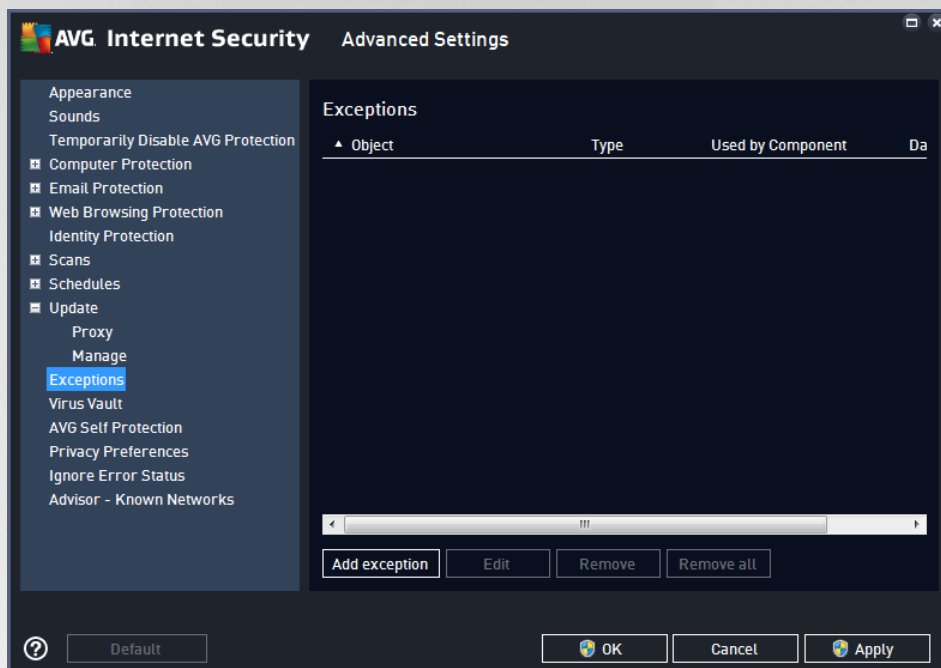 AVG. Internet Security Advanced Settings
Appearance
Sounds
Temporarily Disable AVG Protection
Computer Protection
Email Protection
Web Browsing Protection
Identity Protection
Scans
Schedules
Update
Proxy
Manage
Exceptions
Virus Vault
AVG Self Protection
Privacy Preferences
Ignore Error Status
Advisor - Known Networks
Exceptions
Object Type Used by Component Da
Add exception Edit Remove Remove all
? Default OK Cancel Apply